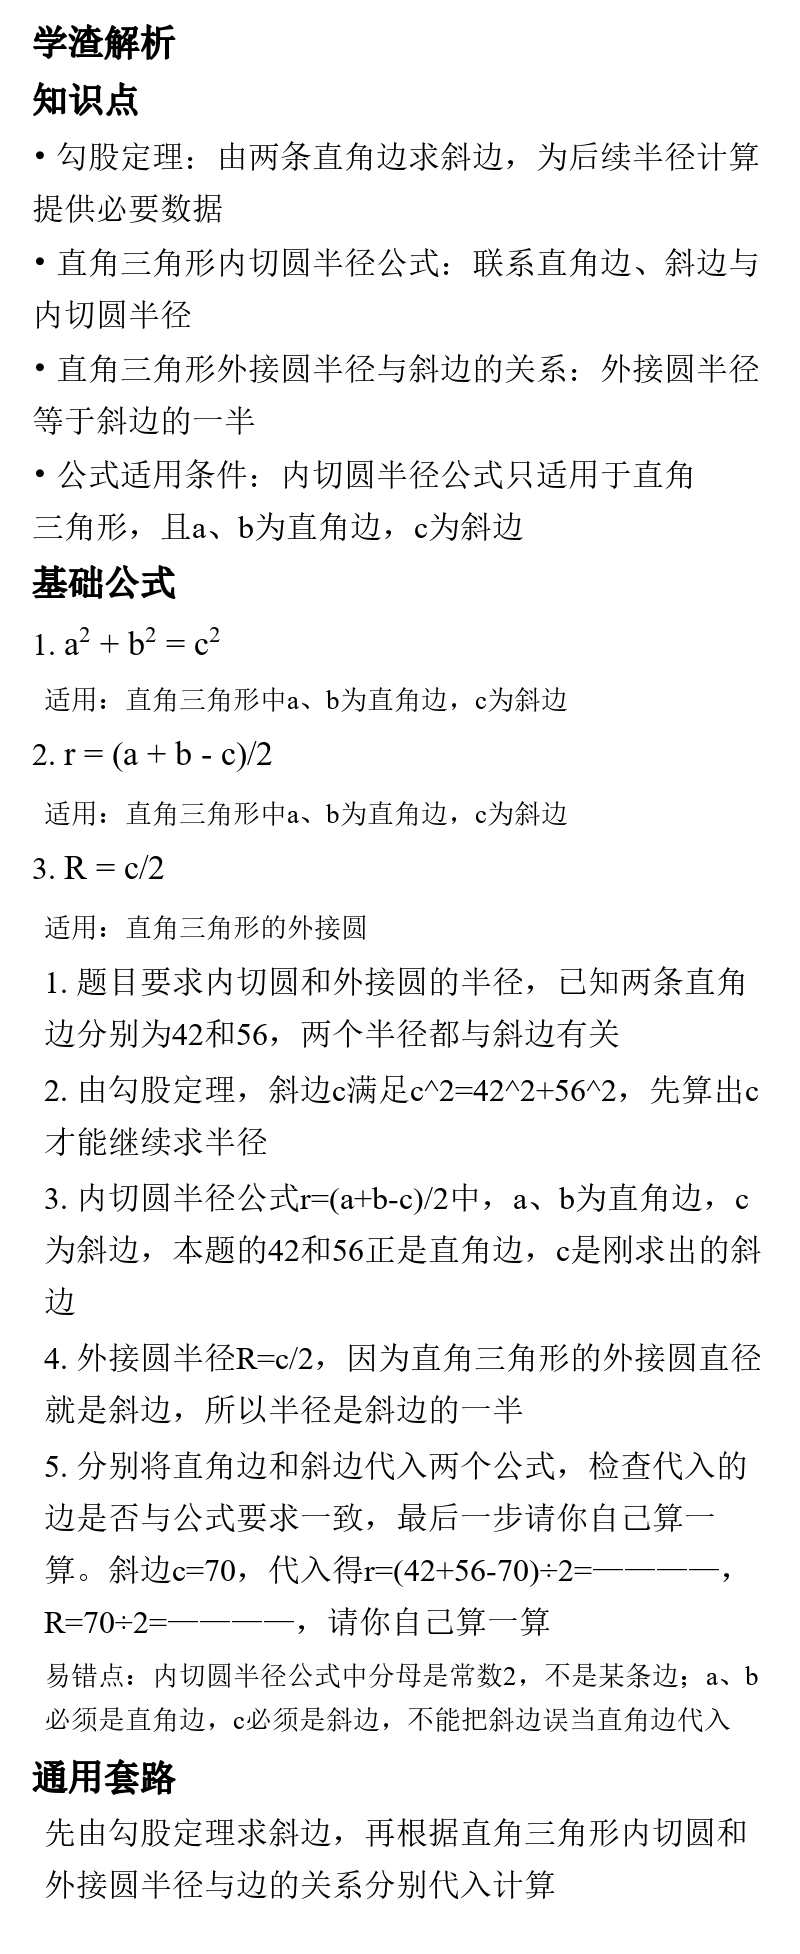 学渣解析
知识点
• 勾股定理：由两条直角边求斜边，为后续半径计算
提供必要数据
• 直角三角形内切圆半径公式：联系直角边、斜边与
内切圆半径
• 直角三角形外接圆半径与斜边的关系：外接圆半径
等于斜边的一半
• 公式适用条件：内切圆半径公式只适用于直角
三角形，且a、b为直角边，c为斜边
基础公式
1. a² + b² = c²
适用：直角三角形中a、b为直角边，c为斜边
2. r = (a + b - c)/2
适用：直角三角形中a、b为直角边，c为斜边
3. R = c/2
适用：直角三角形的外接圆
1. 题目要求内切圆和外接圆的半径，已知两条直角
边分别为42和56，两个半径都与斜边有关
2. 由勾股定理，斜边c满足c^2=42^2+56^2，先算出c
才能继续求半径
3. 内切圆半径公式r=(a+b-c)/2中，a、b为直角边，c
为斜边，本题的42和56正是直角边，c是刚求出的斜
边
4. 外接圆半径R=c/2，因为直角三角形的外接圆直径
就是斜边，所以半径是斜边的一半
5. 分别将直角边和斜边代入两个公式，检查代入的
边是否与公式要求一致，最后一步请你自己算一
算。斜边c=70，代入得r=(42+56-70)÷2=————，
R=70÷2=————，请你自己算一算
易错点：内切圆半径公式中分母是常数2，不是某条边；a、b
必须是直角边，c必须是斜边，不能把斜边误当直角边代入
通用套路
先由勾股定理求斜边，再根据直角三角形内切圆和
外接圆半径与边的关系分别代入计算